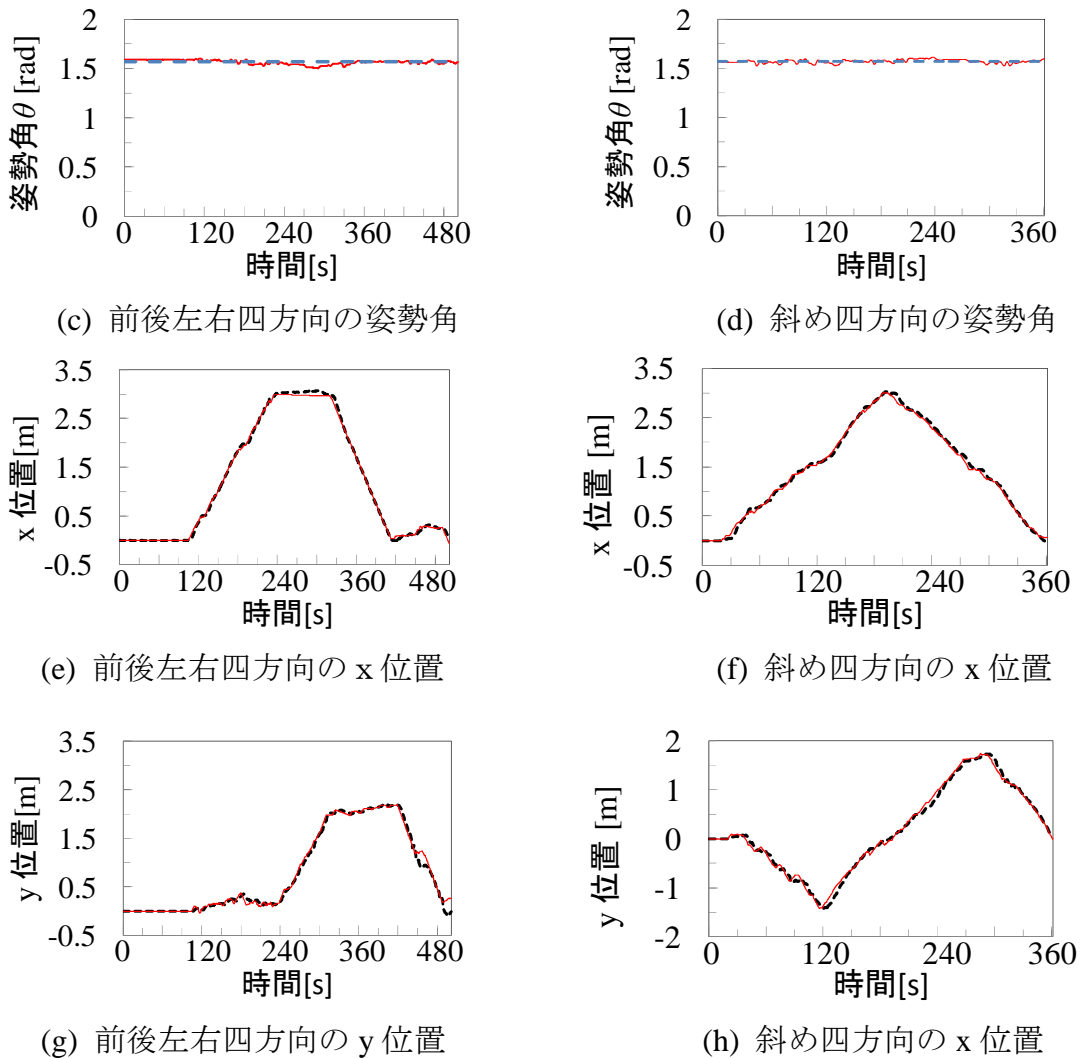 2
1.5
1
0.5
0
姿勢角θ [rad]
0 120 240 360 480
時間[s]
(c) 前後左右四方向の姿勢角
2
1.5
1
0.5
0
姿勢角θ [rad]
0 120 240 360
時間[s]
(d) 斜め四方向の姿勢角
3.5
2.5
1.5
0.5
-0.5
x 位置[m]
0 120 240 360 480
時間[s]
(e) 前後左右四方向の x 位置
3.5
2.5
1.5
0.5
-0.5
x 位置 [m]
0 120 240 360
時間[s]
(f) 斜め四方向の x 位置
3.5
2.5
1.5
0.5
-0.5
y 位置[m]
0 120 240 360 480
時間[s]
(g) 前後左右四方向の y 位置
2
1
0
-1
-2
y 位置 [m]
0 120 240 360
時間[s]
(h) 斜め四方向の x 位置